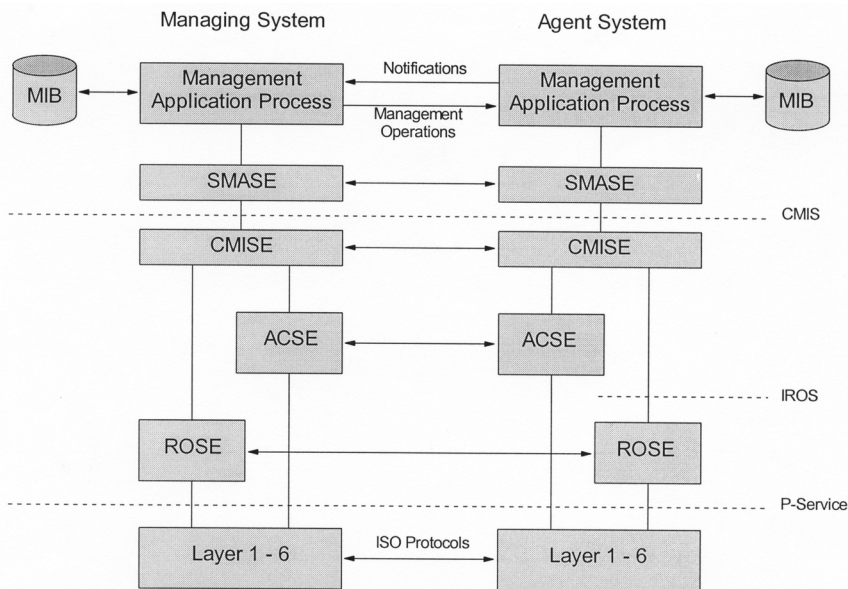 Managing System
Agent System
MIB
Management
Application Process
Notifications
Management
Operations
Management
Application Process
MIB
SMASE
SMASE
CMIS
CMISE
CMISE
ACSE
ACSE
IROS
ROSE
ROSE
P-Service
Layer 1 - 6
ISO Protocols
Layer 1 - 6